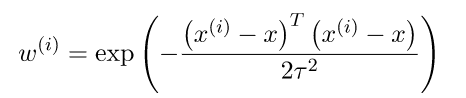 w^{(i)} = \exp\left(-\frac{\left(x^{(i)} - x\right)^T \left(x^{(i)} - x\right)}{2\tau^2}\right)